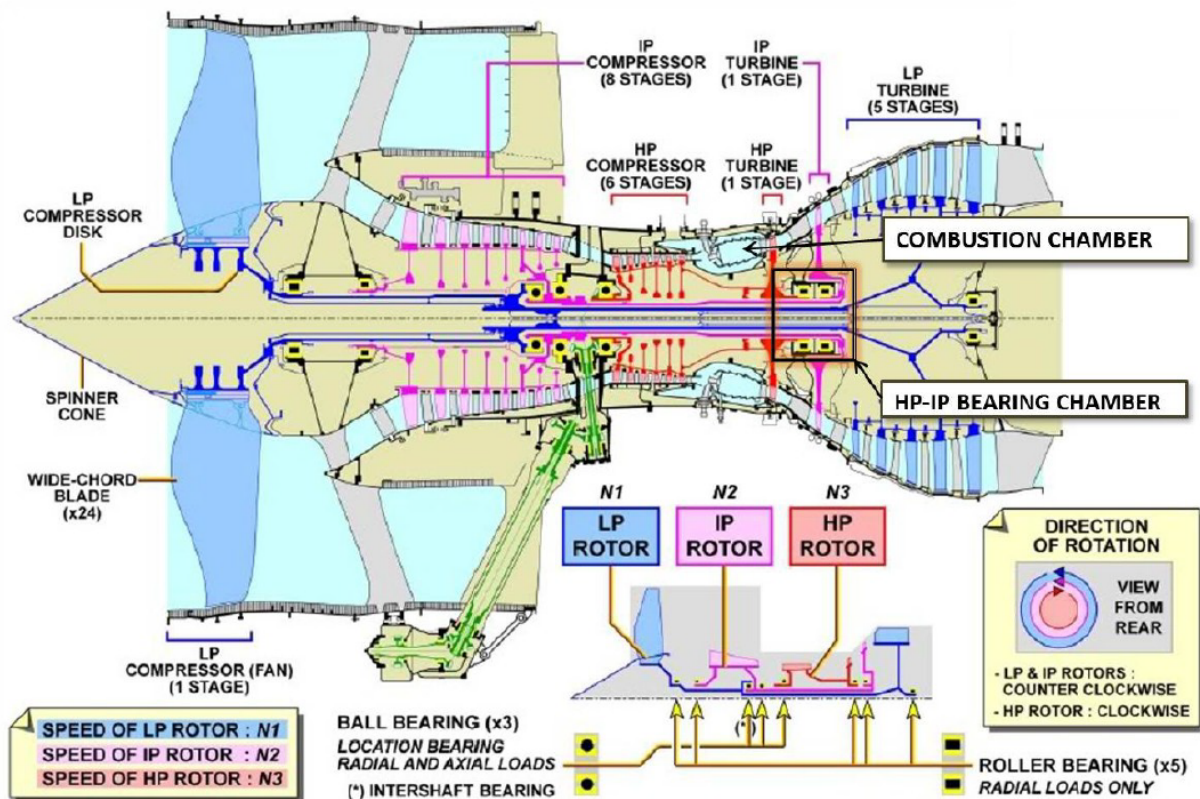 IP
COMPRESSOR
(8 STAGES)
IP
TURBINE
(1 STAGE)
LP
TURBINE
(5 STAGES)
HP
COMPRESSOR
(6 STAGES)
HP
TURBINE
(1 STAGE)
LP
COMPRESSOR
DISK
COMBUSTION CHAMBER
SPINNER
CONE
HP-IP BEARING CHAMBER
WIDE-CHORD
BLADE
(x24)
N1
N2
N3
LP
ROTOR
IP
ROTOR
HP
ROTOR
DIRECTION
OF ROTATION
VIEW
FROM
REAR
- LP & IP ROTORS :
COUNTER CLOCKWISE
- HP ROTOR : CLOCKWISE
LP
COMPRESSOR (FAN)
(1 STAGE)
SPEED OF LP ROTOR : N1
SPEED OF IP ROTOR : N2
SPEED OF HP ROTOR : N3
BALL BEARING (x3)
LOCATION BEARING
RADIAL AND AXIAL LOADS
(*) INTERSHAFT BEARING
(*)
ROLLER BEARING (x5)
RADIAL LOADS ONLY